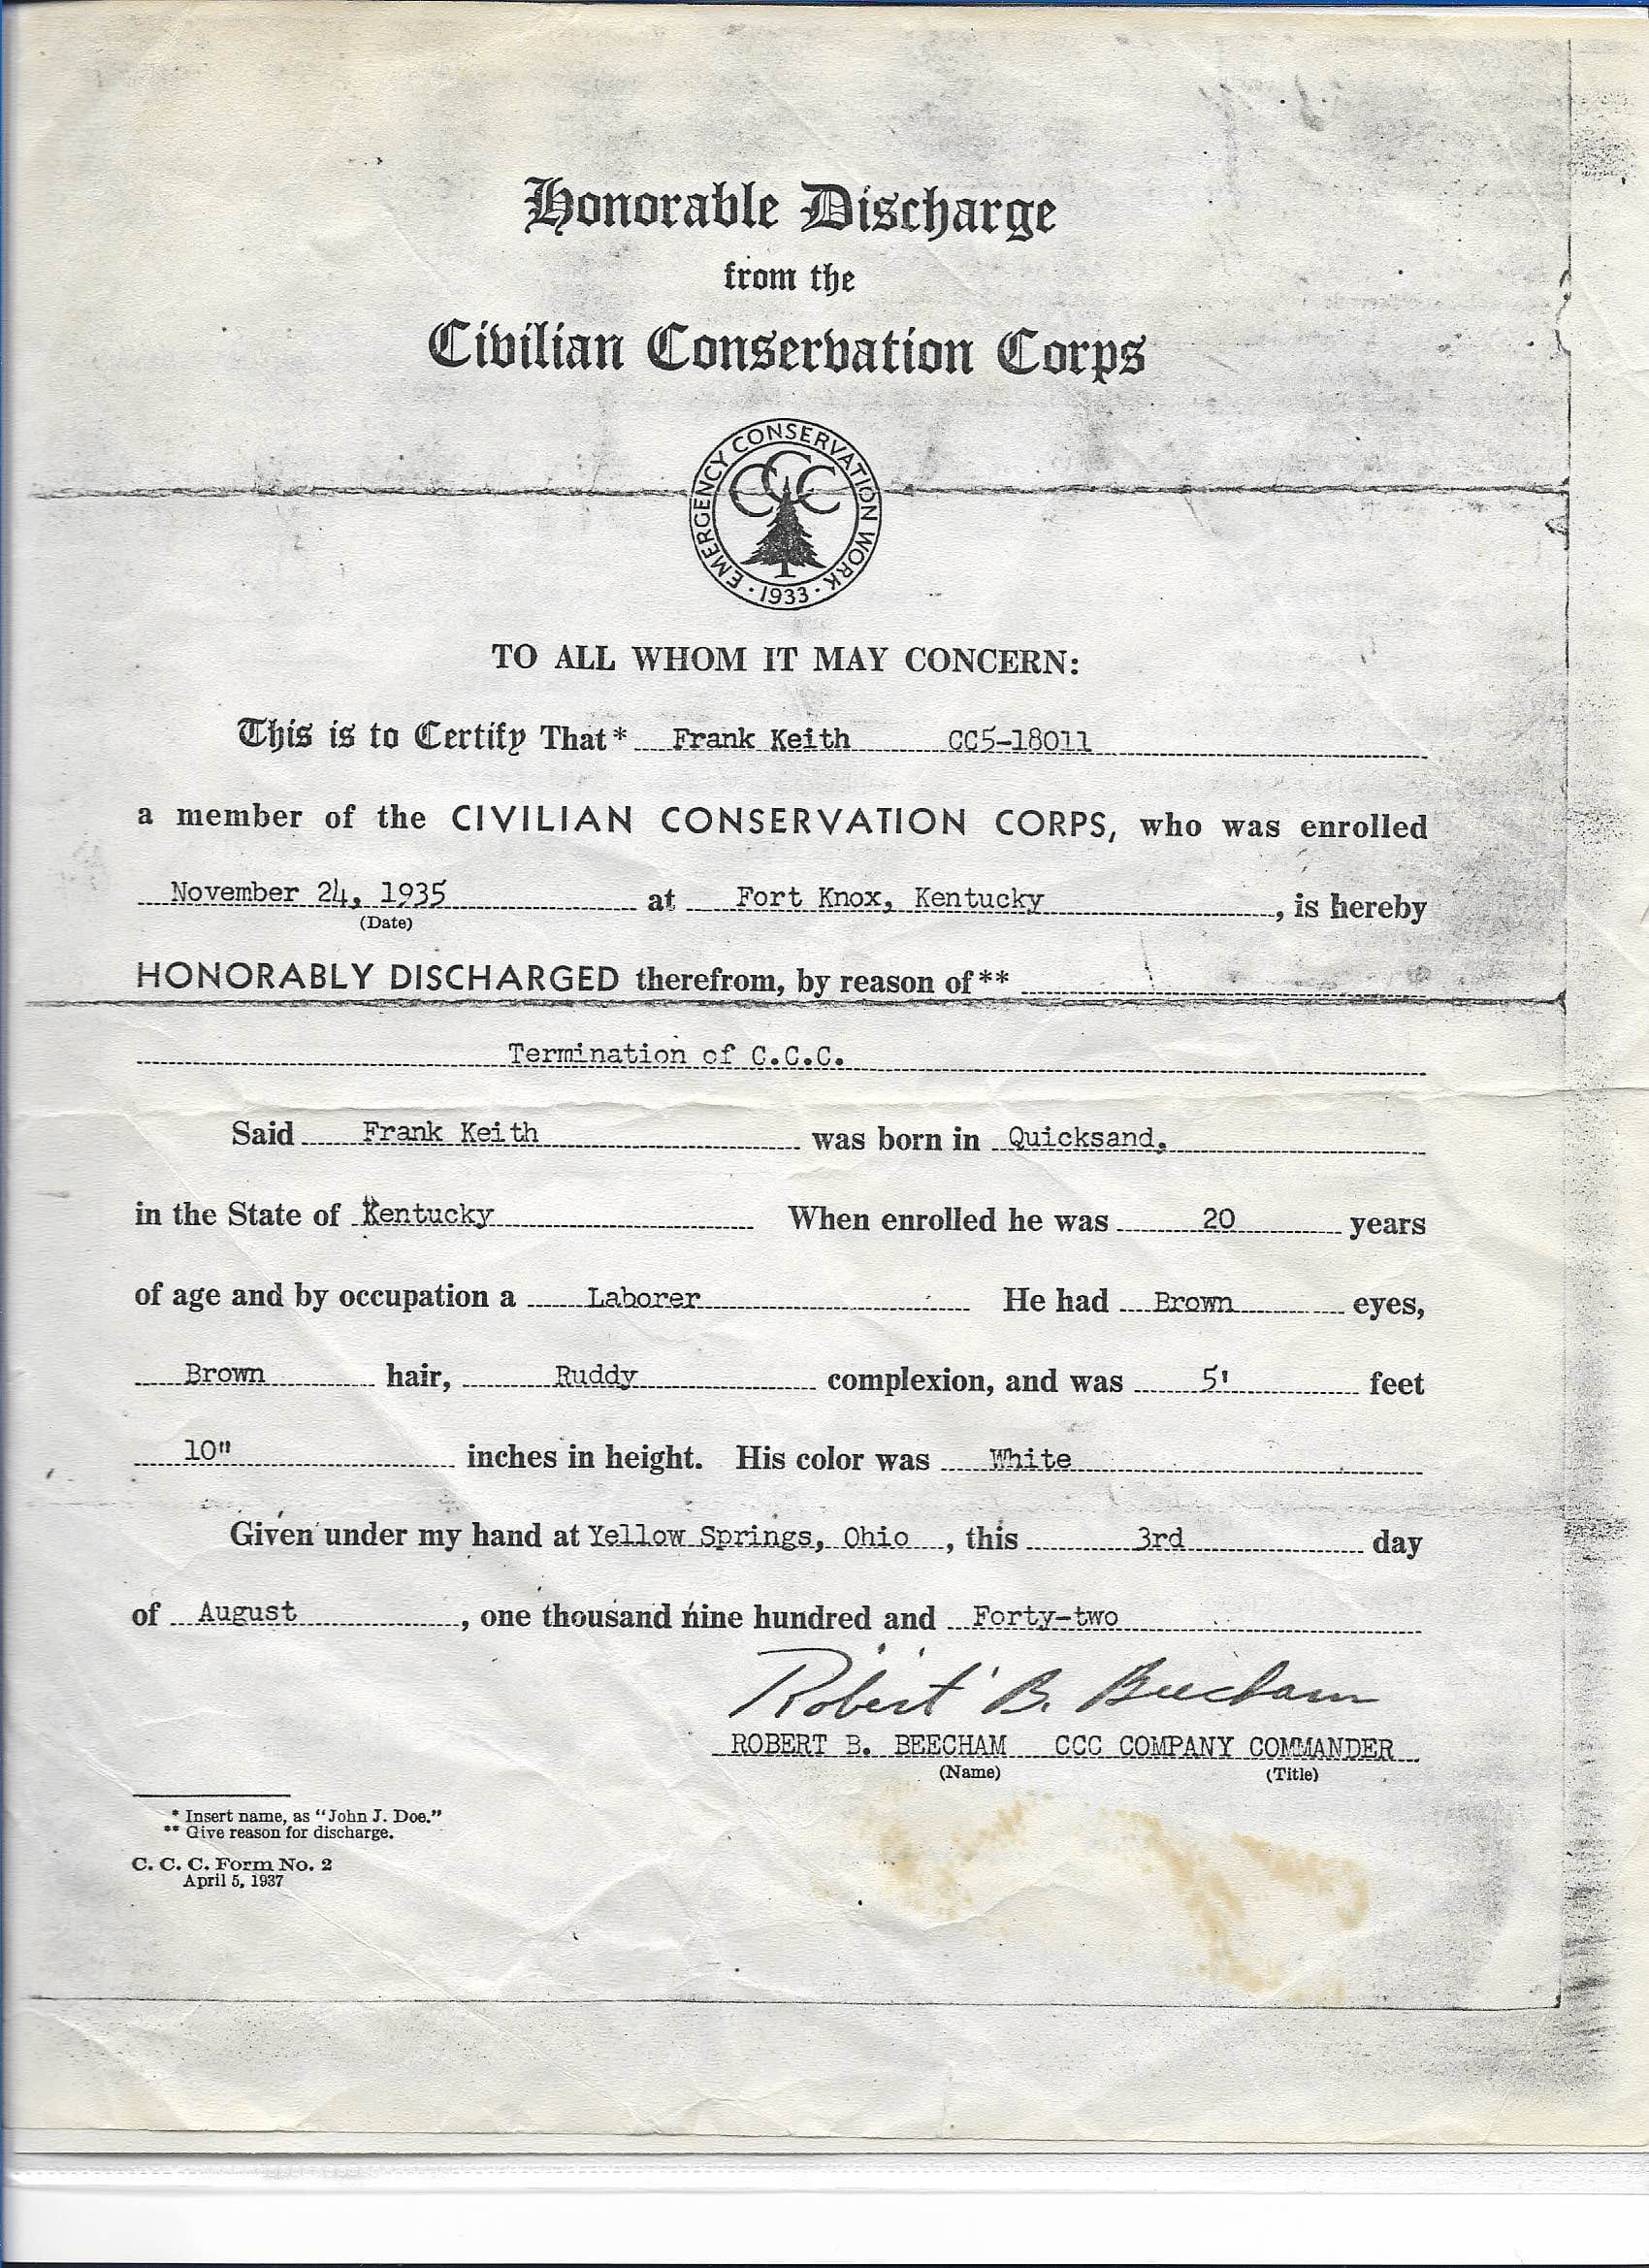 Honorable Discharge
from the
Civilian Conservation Corps
EMERGENCY CONSERVATION WORK
CCC
· 1933 ·
TO ALL WHOM IT MAY CONCERN:
This is to Certify That* Frank Keith CC5-18011
a member of the CIVILIAN CONSERVATION CORPS, who was enrolled
November 24, 1935 at Fort Knox, Kentucky, is hereby
(Date)
HONORABLY DISCHARGED therefrom, by reason of**
Termination of C.C.C.
Said Frank Keith was born in Quicksand,
in the State of Kentucky When enrolled he was 20 years
of age and by occupation a Laborer He had Brown eyes,
Brown hair, Ruddy complexion, and was 5' feet
10" inches in height. His color was White
Given under my hand at Yellow Springs, Ohio, this 3rd day
of August, one thousand nine hundred and Forty-two
Robert B. Beecham
ROBERT B. BEECHAM CCC COMPANY COMMANDER
(Name) (Title)
* Insert name, as "John J. Doe."
** Give reason for discharge.
C. C. C. Form No. 2
April 5, 1937